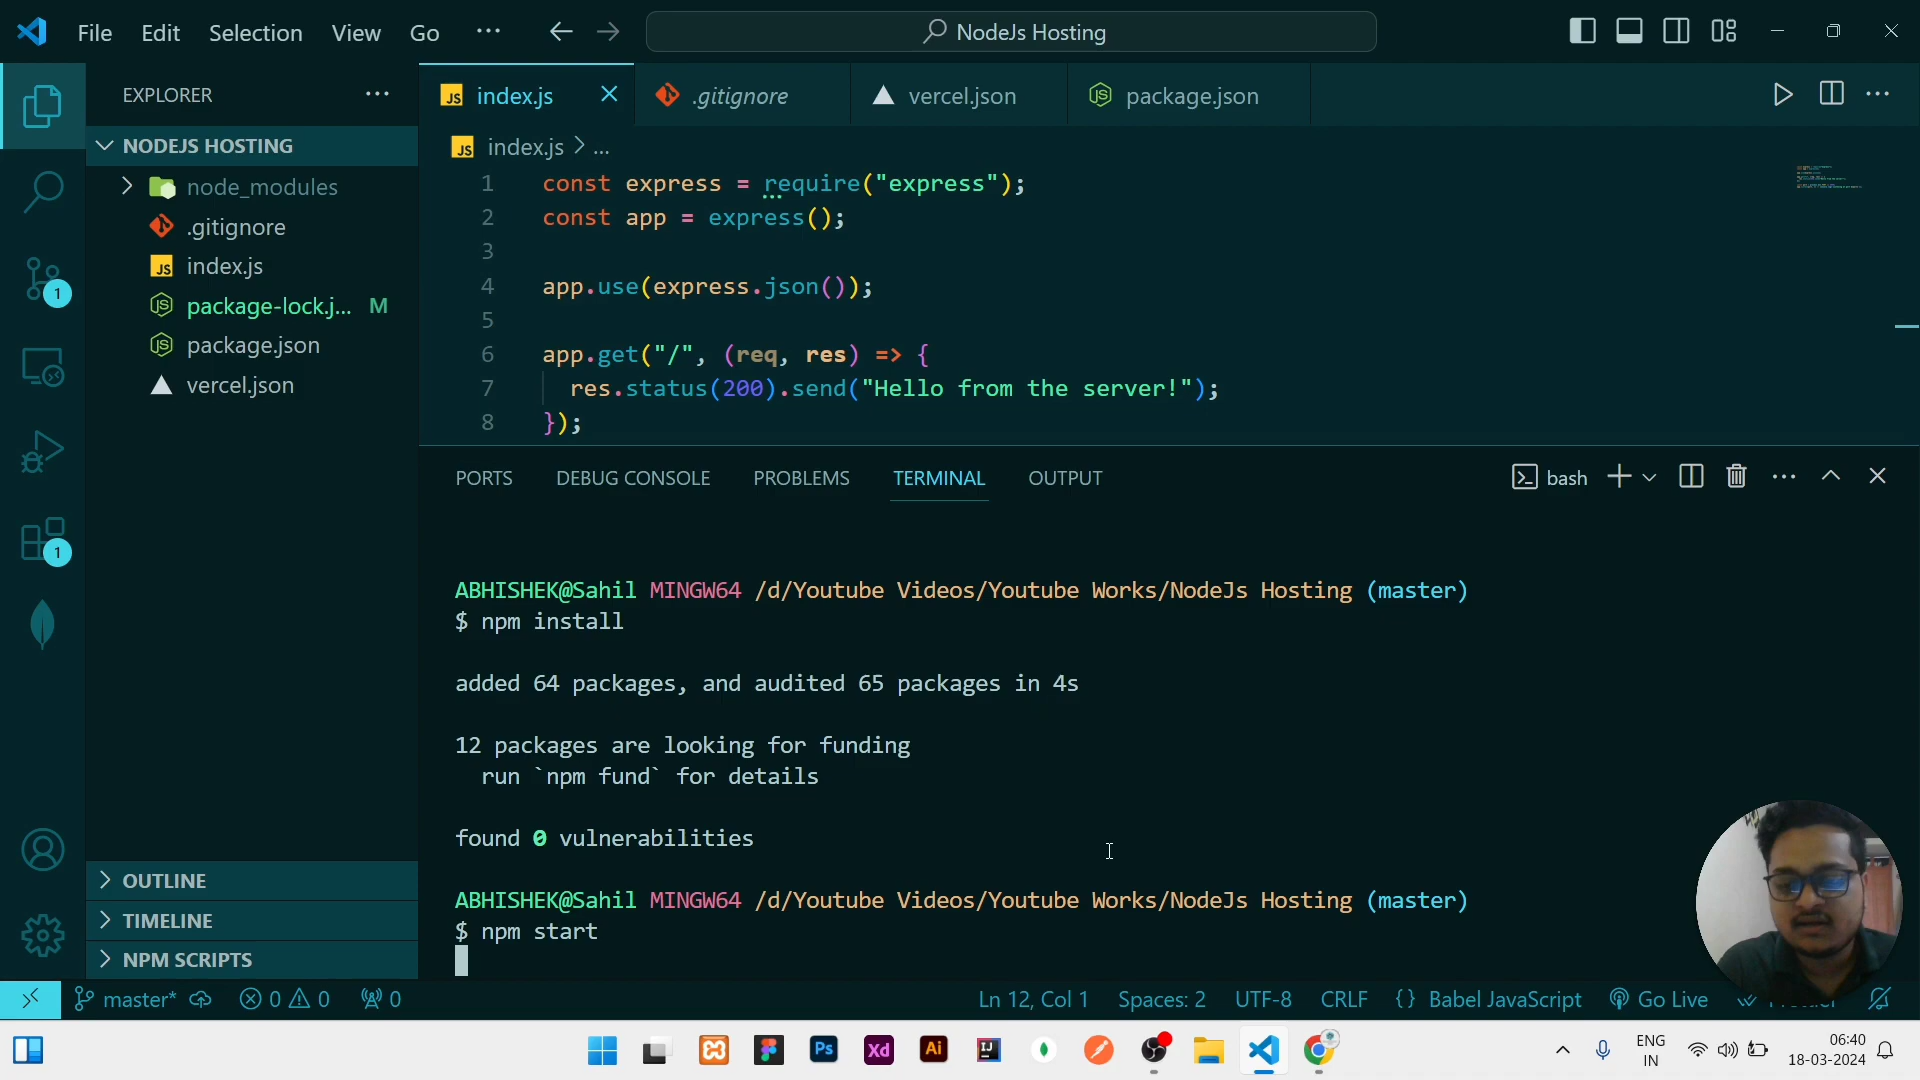 File Edit Selection View Go ··· NodeJs Hosting
EXPLORER
NODEJS HOSTING
node_modules
.gitignore
index.js
package-lock.j... M
package.json
vercel.json
OUTLINE
TIMELINE
NPM SCRIPTS
1
1
index.js .gitignore vercel.json package.json
index.js > ...
1 const express = require("express");
2 const app = express();
3
4 app.use(express.json());
5
6 app.get("/", (req, res) => {
7 res.status(200).send("Hello from the server!");
8 });
PORTS DEBUG CONSOLE PROBLEMS TERMINAL OUTPUT bash
ABHISHEK@Sahil MINGW64 /d/Youtube Videos/Youtube Works/NodeJs Hosting (master)
$ npm install
added 64 packages, and audited 65 packages in 4s
12 packages are looking for funding
run `npm fund` for details
found 0 vulnerabilities
ABHISHEK@Sahil MINGW64 /d/Youtube Videos/Youtube Works/NodeJs Hosting (master)
$ npm start
master* 0 0 0 Ln 12, Col 1 Spaces: 2 UTF-8 CRLF {} Babel JavaScript Go Live
Ps Xd Ai IJ
ENG
IN
06:40
18-03-2024